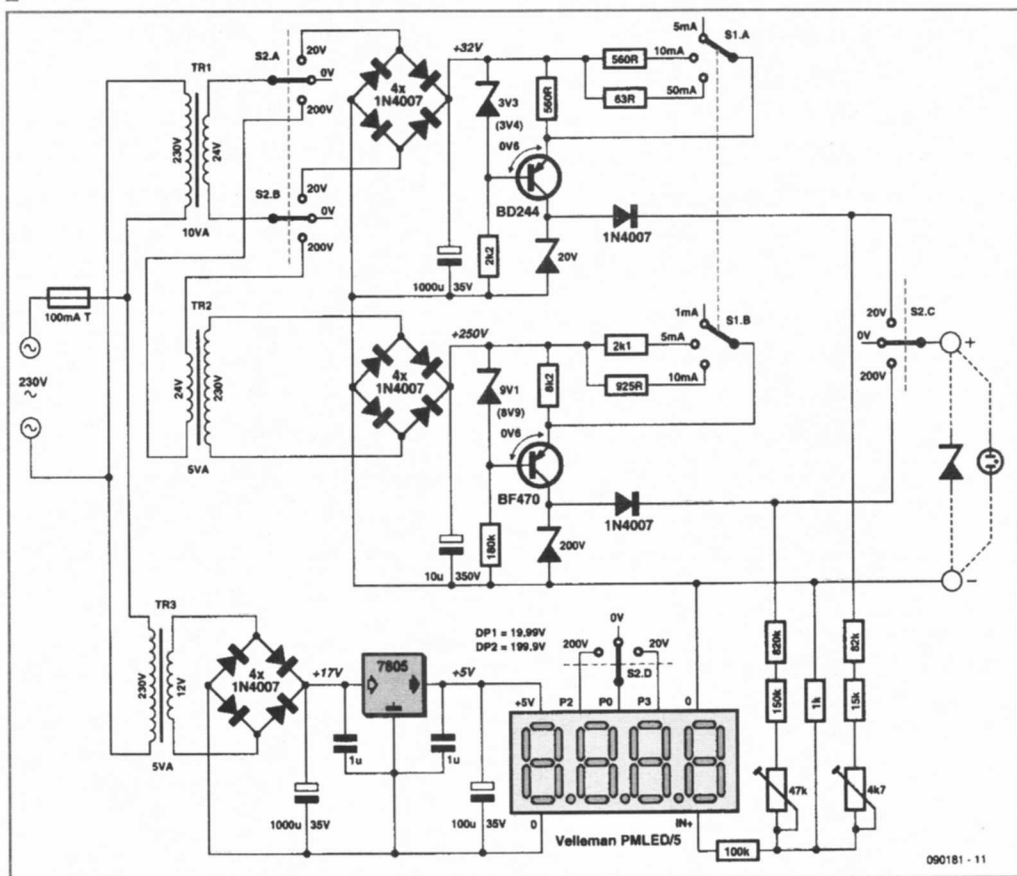 S2.A
20V
0V
200V
TR1
230V
24V
10VA
S2.B
20V
0V
200V
4x
1N4007
+32V
1000u
35V
3V3
(3V4)
2k2
560R
0V6
BD244
20V
1N4007
560R
63R
5mA
10mA
50mA
S1.A
100mA T
230V
~
TR2
24V
230V
5VA
4x
1N4007
+250V
10u
350V
9V1
(8V9)
180k
8k2
0V6
BF470
200V
1N4007
2k1
925R
1mA
5mA
10mA
S1.B
20V
0V
200V
S2.C
+
−
TR3
230V
12V
5VA
4x
1N4007
+17V
1000u
35V
7805
1u
+5V
1u
100u
35V
DP1 = 19,99V
DP2 = 199,9V
0V
200V
20V
S2.D
+5V
P2
P0
P3
0
0
IN+
Velleman PMLED/5
100k
820k
150k
47k
1k
82k
15k
4k7
090181 - 11